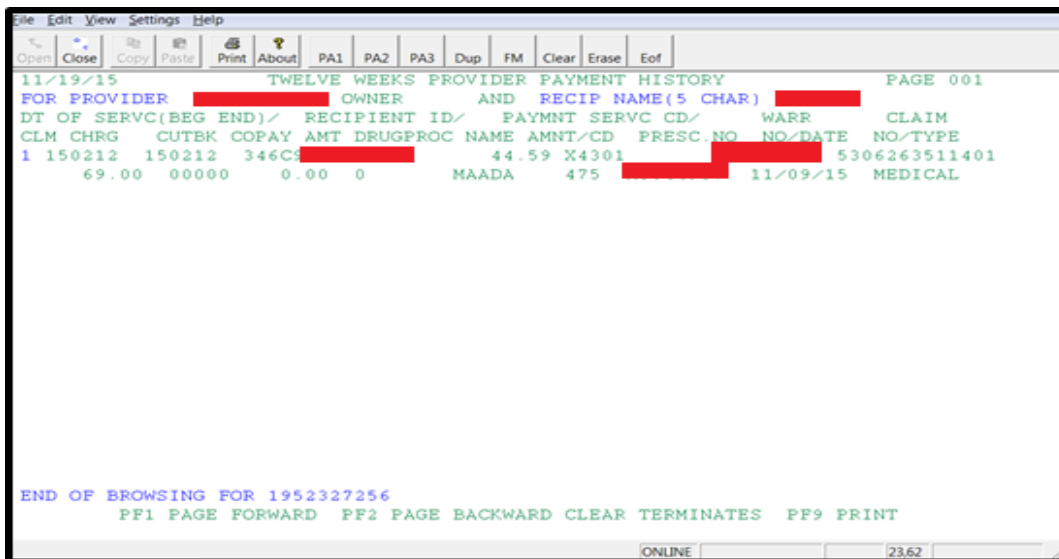 File Edit View Settings Help
Open Close Copy Paste Print About PA1 PA2 PA3 Dup FM Clear Erase Eof
11/19/15 TWELVE WEEKS PROVIDER PAYMENT HISTORY PAGE 001
FOR PROVIDER OWNER AND RECIP NAME(5 CHAR)
DT OF SERVC(BEG END)/ RECIPIENT ID/ PAYMNT SERVC CD/ WARR CLAIM
CLM CHRG CUTBK COPAY AMT DRUGPROC NAME AMNT/CD PRESC.NO NO/DATE NO/TYPE
1 150212 150212 346C9 44.59 X4301 5306263511401
69.00 00000 0.00 0 MAADA 475 11/09/15 MEDICAL
END OF BROWSING FOR 1952327256
PF1 PAGE FORWARD PF2 PAGE BACKWARD CLEAR TERMINATES PF9 PRINT
ONLINE 23,62